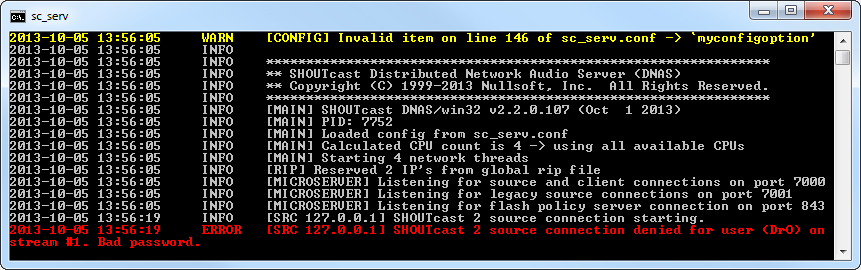 sc_serv
2013-10-05 13:56:05 WARN [CONFIG] Invalid item on line 146 of sc_serv.conf -> `myconfigoption'
2013-10-05 13:56:05 INFO
2013-10-05 13:56:05 INFO *******************************************************************
2013-10-05 13:56:05 INFO ** SHOUTcast Distributed Network Audio Server (DNAS)
2013-10-05 13:56:05 INFO ** Copyright (C) 1999-2013 Nullsoft, Inc. All Rights Reserved.
2013-10-05 13:56:05 INFO *******************************************************************
2013-10-05 13:56:05 INFO [MAIN] SHOUTcast DNAS/win32 v2.2.0.107 (Oct 1 2013)
2013-10-05 13:56:05 INFO [MAIN] PID: 7752
2013-10-05 13:56:05 INFO [MAIN] Loaded config from sc_serv.conf
2013-10-05 13:56:05 INFO [MAIN] Calculated CPU count is 4 -> using all available CPUs
2013-10-05 13:56:05 INFO [MAIN] Starting 4 network threads
2013-10-05 13:56:05 INFO [RIP] Reserved 2 IP's from global rip file
2013-10-05 13:56:05 INFO [MICROSERVER] Listening for source and client connections on port 7000
2013-10-05 13:56:05 INFO [MICROSERVER] Listening for legacy source connections on port 7001
2013-10-05 13:56:05 INFO [MICROSERVER] Listening for flash policy server connection on port 843
2013-10-05 13:56:19 INFO [SRC 127.0.0.1] SHOUTcast 2 source connection starting.
2013-10-05 13:56:19 ERROR [SRC 127.0.0.1] SHOUTcast 2 source connection denied for user (DrO) on
stream #1. Bad password.